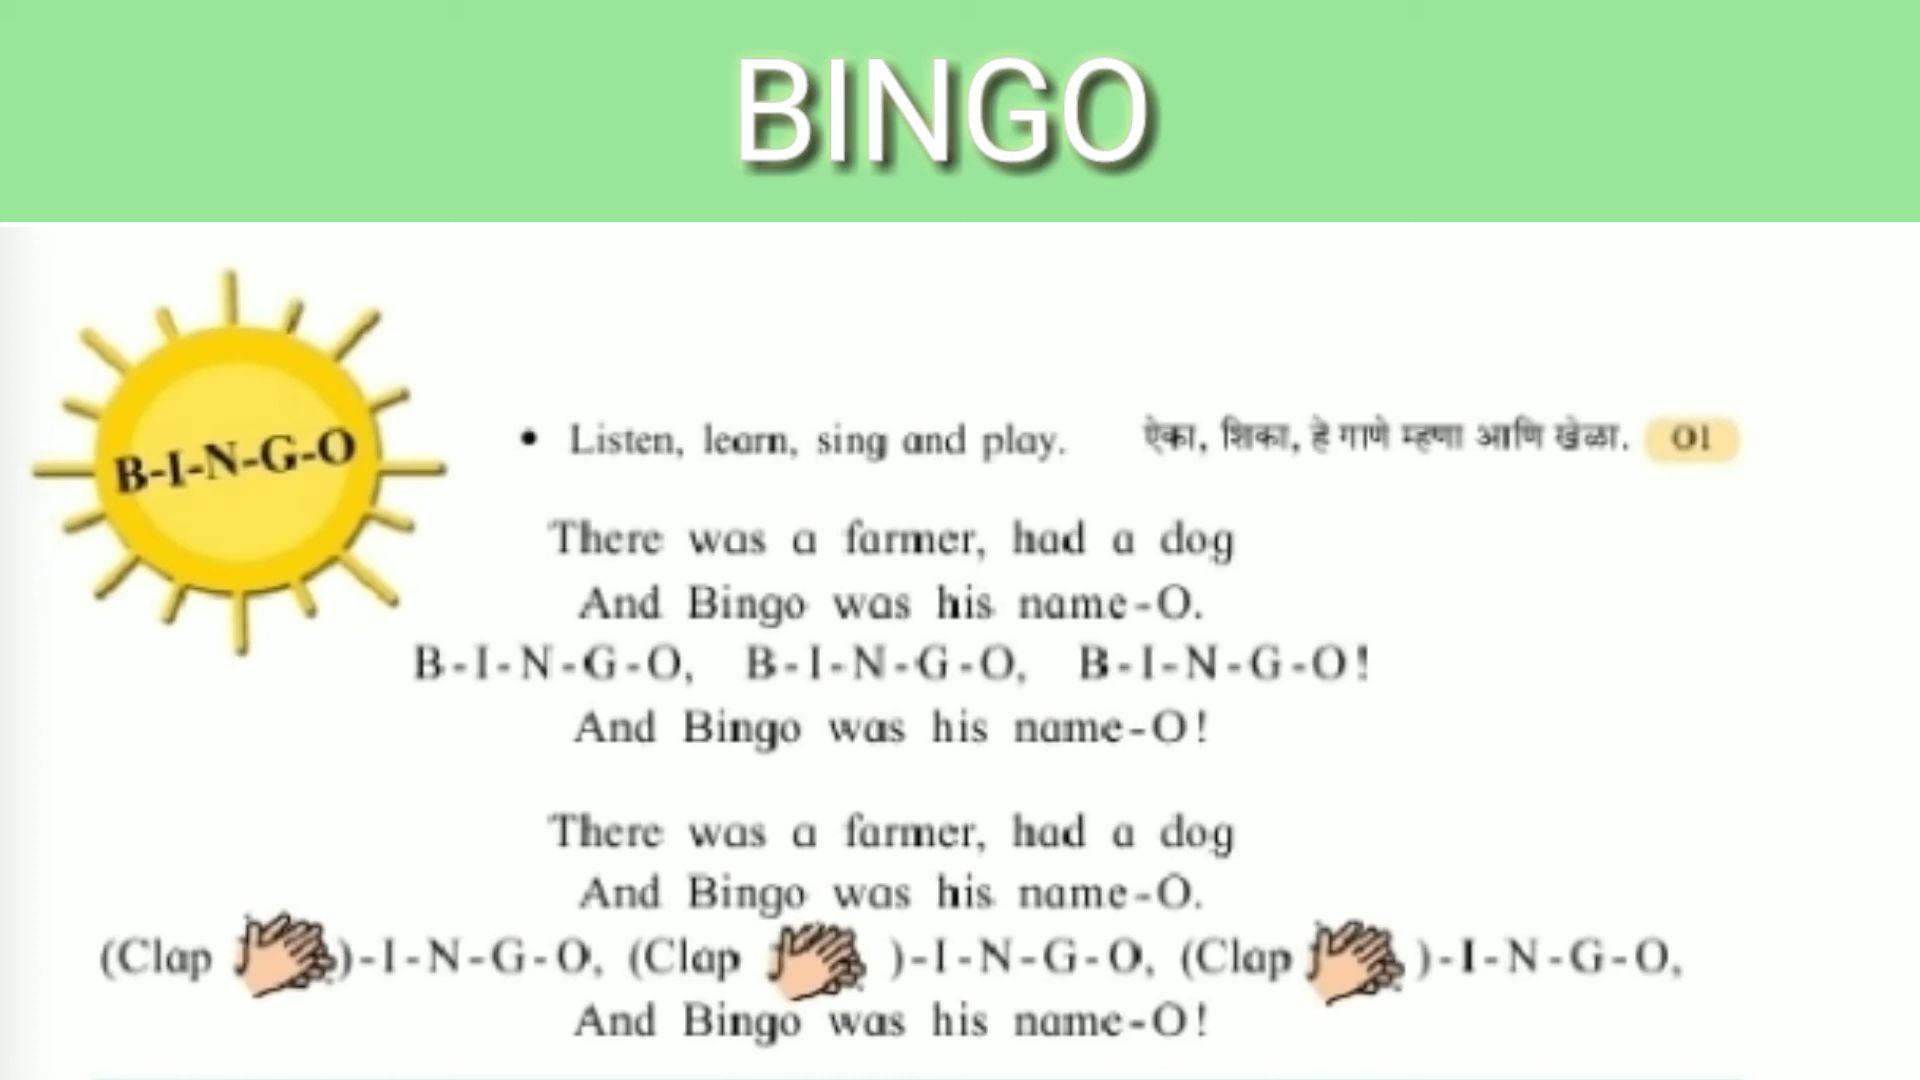 BINGO
B-I-N-G-O
• Listen, learn, sing and play. ऐका, शिका, हे गाणे म्हणा आणि खेळा. 01
There was a farmer, had a dog
And Bingo was his name-O.
B-I-N-G-O, B-I-N-G-O, B-I-N-G-O!
And Bingo was his name-O!
There was a farmer, had a dog
And Bingo was his name-O.
(Clap )-I-N-G-O, (Clap )-I-N-G-O, (Clap )-I-N-G-O,
And Bingo was his name-O!